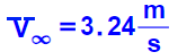 V∞ = 3.24 m/s